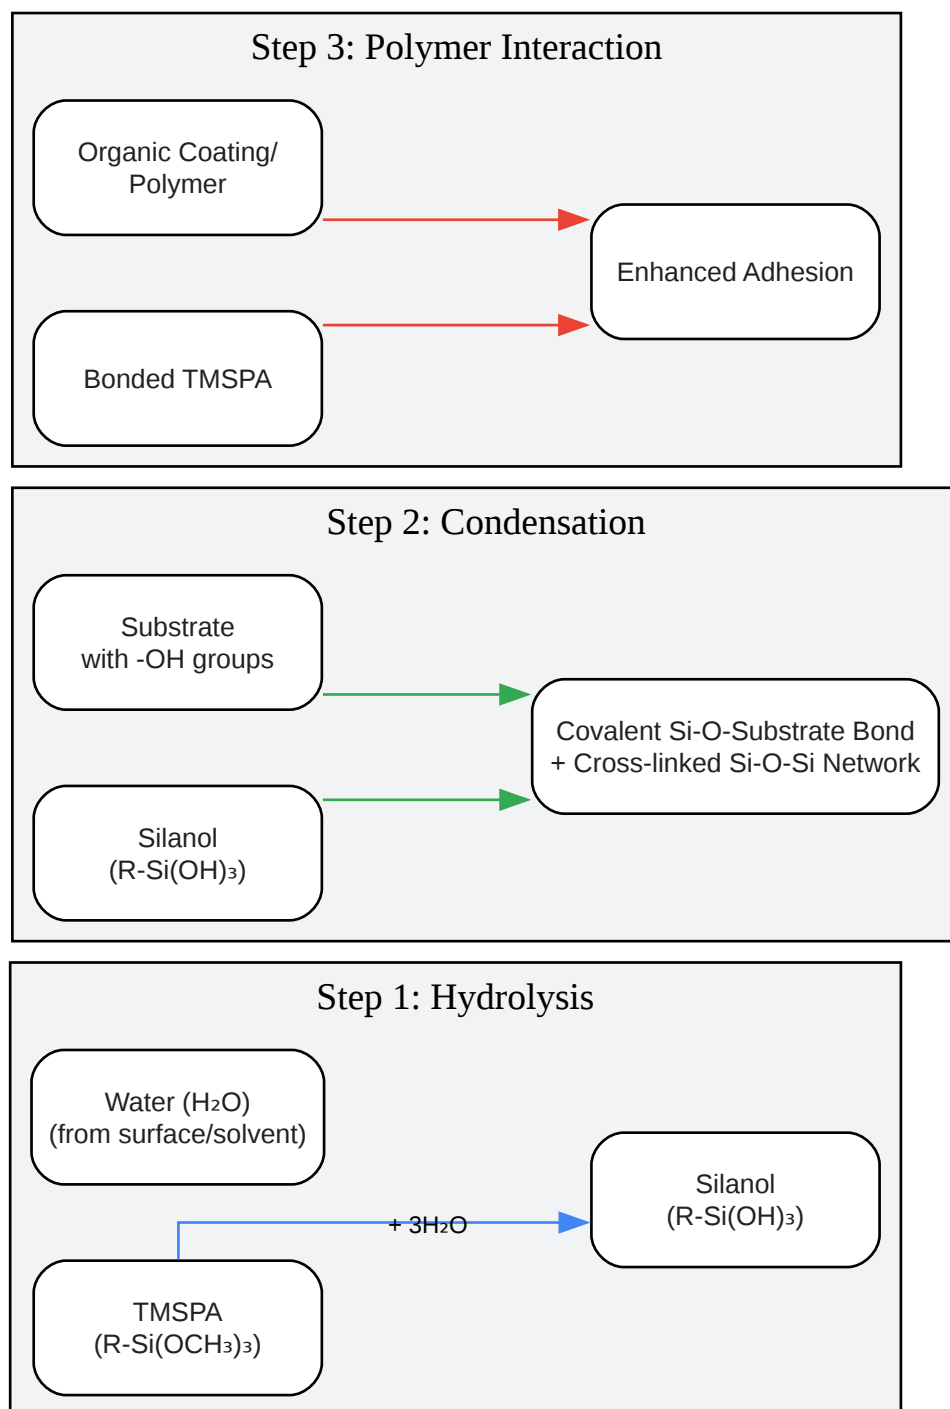 Step 3: Polymer Interaction
Organic Coating/
Polymer
Enhanced Adhesion
Bonded TMSPA
Step 2: Condensation
Substrate
with -OH groups
Covalent Si-O-Substrate Bond
+ Cross-linked Si-O-Si Network
Silanol
(R-Si(OH)₃)
Step 1: Hydrolysis
Water (H₂O)
(from surface/solvent)
Silanol
(R-Si(OH)₃)
+ 3H₂O
TMSPA
(R-Si(OCH₃)₃)